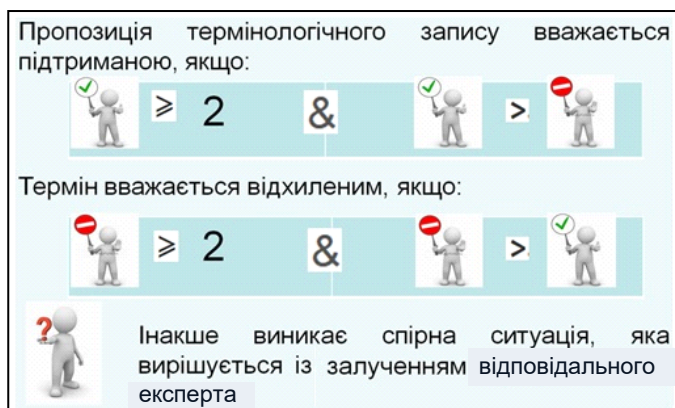 Пропозиція термінологічного запису вважається
підтриманою, якщо:
⩾ 2 & >
Термін вважається відхиленим, якщо:
⩾ 2 & >
?
Інакше виникає спірна ситуація, яка
вирішується із залученням відповідального
експерта